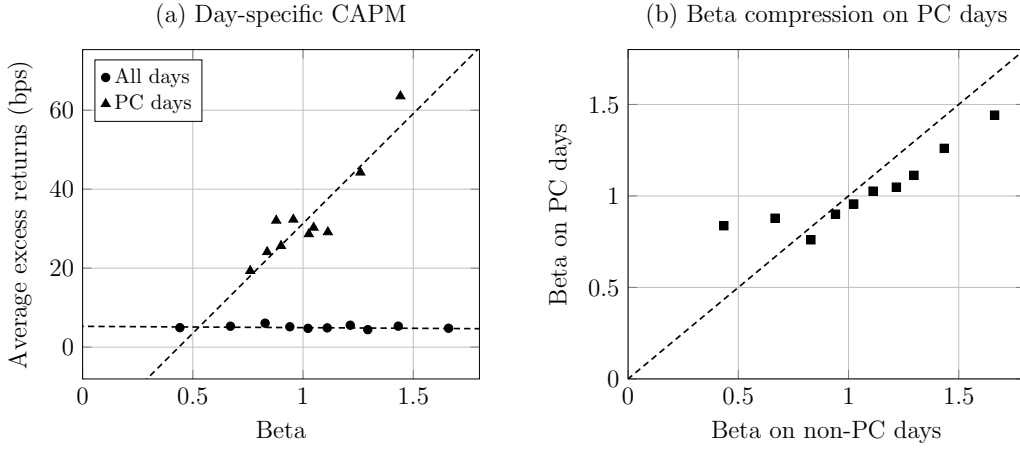 (a) Day-specific CAPM
Average excess returns (bps)
60
40
20
0
All days
PC days
0
0.5
1
1.5
Beta
(b) Beta compression on PC days
Beta on PC days
1.5
1
0.5
0
0
0.5
1
1.5
Beta on non-PC days